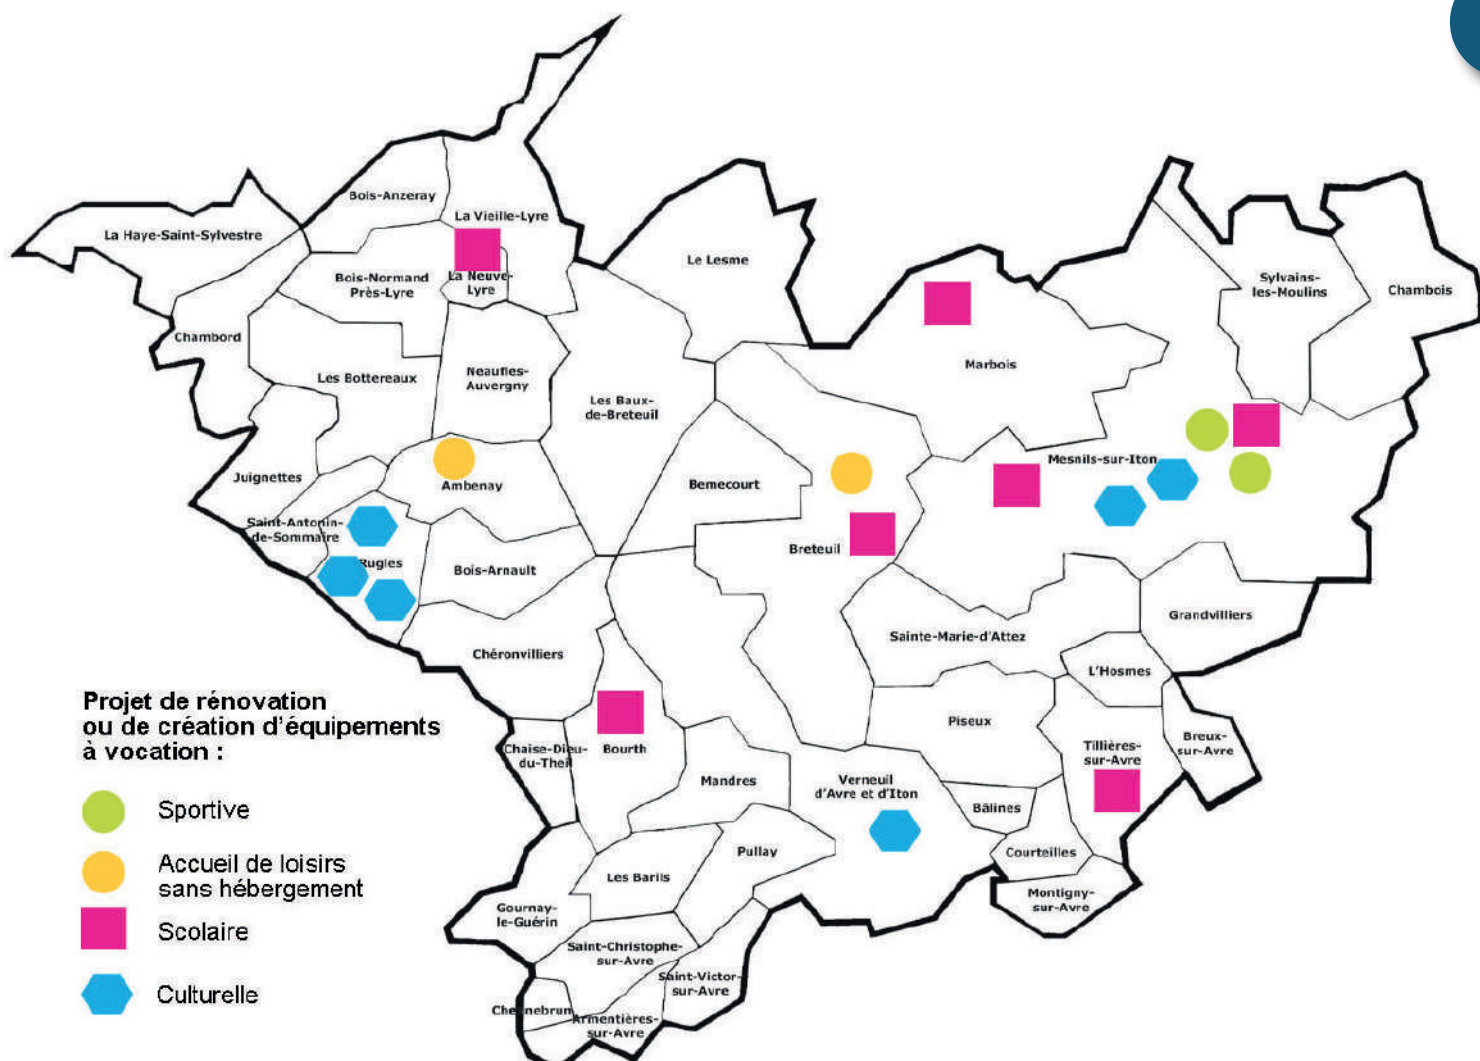 Bois-Anzeray
La Vieille-Lyre
La Haye-Saint-Sylvestre
Le Lesme
Bois-Normand
Près-Lyre
La Neuve-
Lyre
Sylvains-
les-Moulins
Chambois
Chambord
Marbois
Les Bottereaux
Neaufles-
Auvergny
Les Baux-
de-Breteuil
Mesnils-sur-Iton
Juignettes
Ambenay
Bemecourt
Saint-Antonin-
de-Sommaire
Rugles
Bois-Arnault
Breteuil
Grandvilliers
Sainte-Marie-d'Attez
Chéronvilliers
L'Hosmes
Piseux
Breux-
sur-Avre
Chaise-Dieu-
du-Theil
Bourth
Tillières-
sur-Avre
Mandres
Verneuil
d'Avre et d'Iton
Bâlines
Pullay
Courteilles
Les Barils
Montigny-
sur-Avre
Gournay-
le-Guérin
Saint-Christophe-
sur-Avre
Saint-Victor-
sur-Avre
Chennebrun
Armentières-
sur-Avre
Projet de rénovation
ou de création d'équipements
à vocation :
Sportive
Accueil de loisirs
sans hébergement
Scolaire
Culturelle